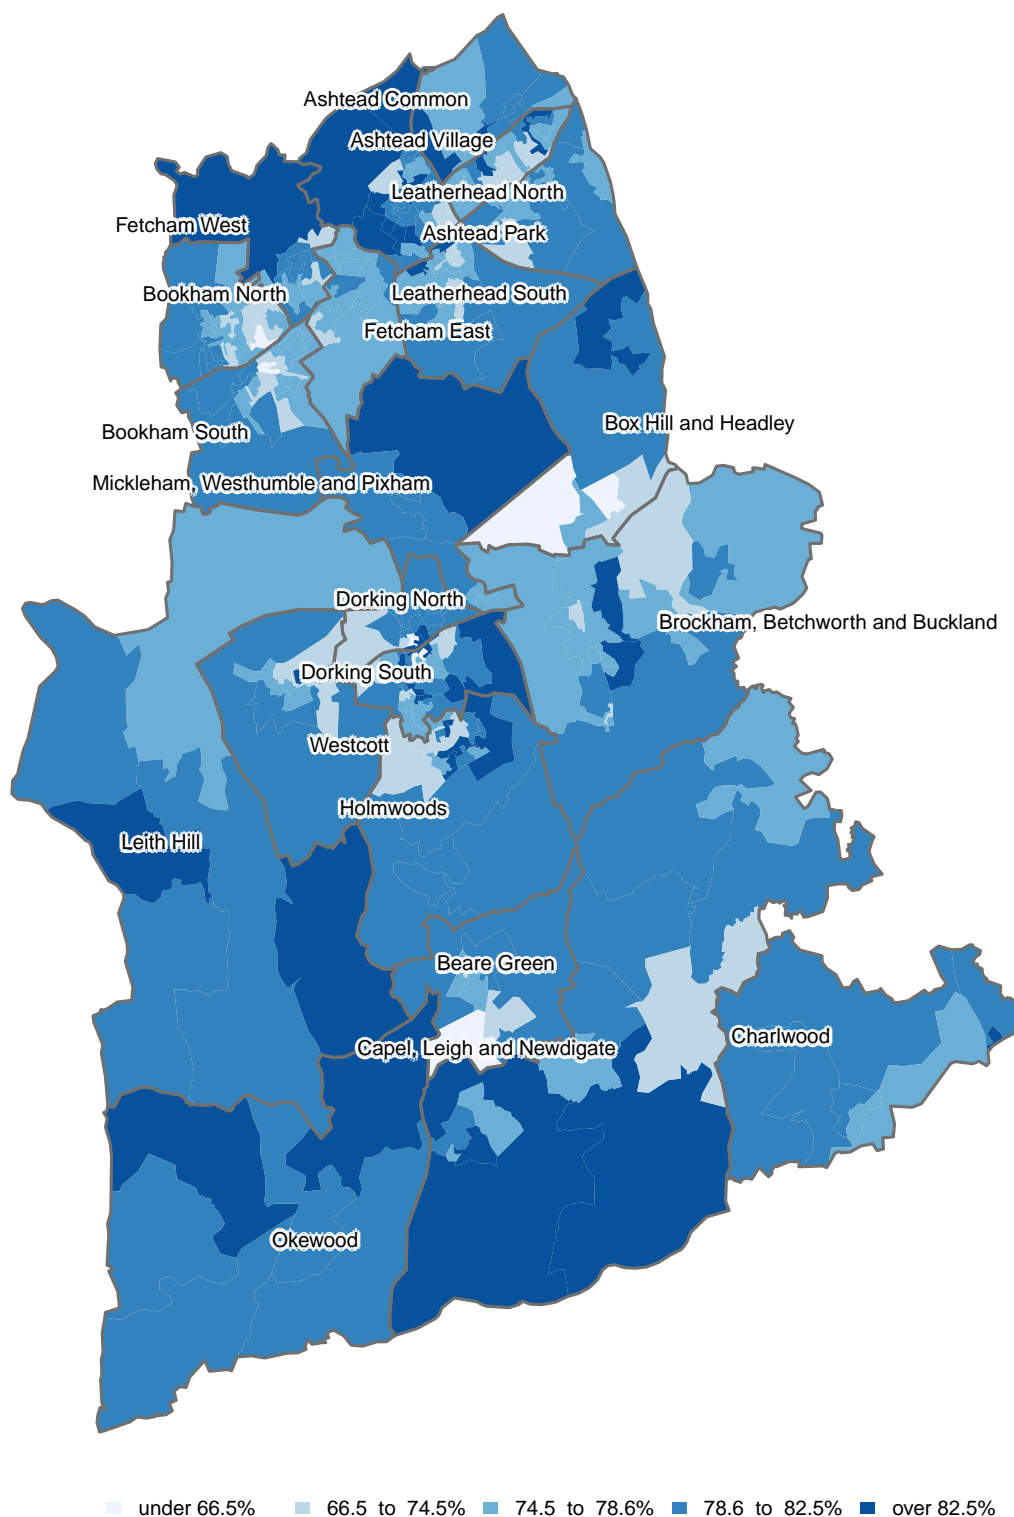 Ashtead Common
Ashtead Village
Leatherhead North
Fetcham West
Ashtead Park
Bookham North
Leatherhead South
Fetcham East
Box Hill and Headley
Bookham South
Mickleham, Westhumble and Pixham
Dorking North
Brockham, Betchworth and Buckland
Dorking South
Westcott
Holmwoods
Leith Hill
Beare Green
Charlwood
Capel, Leigh and Newdigate
Okewood
under 66.5% 66.5 to 74.5% 74.5 to 78.6% 78.6 to 82.5% over 82.5%